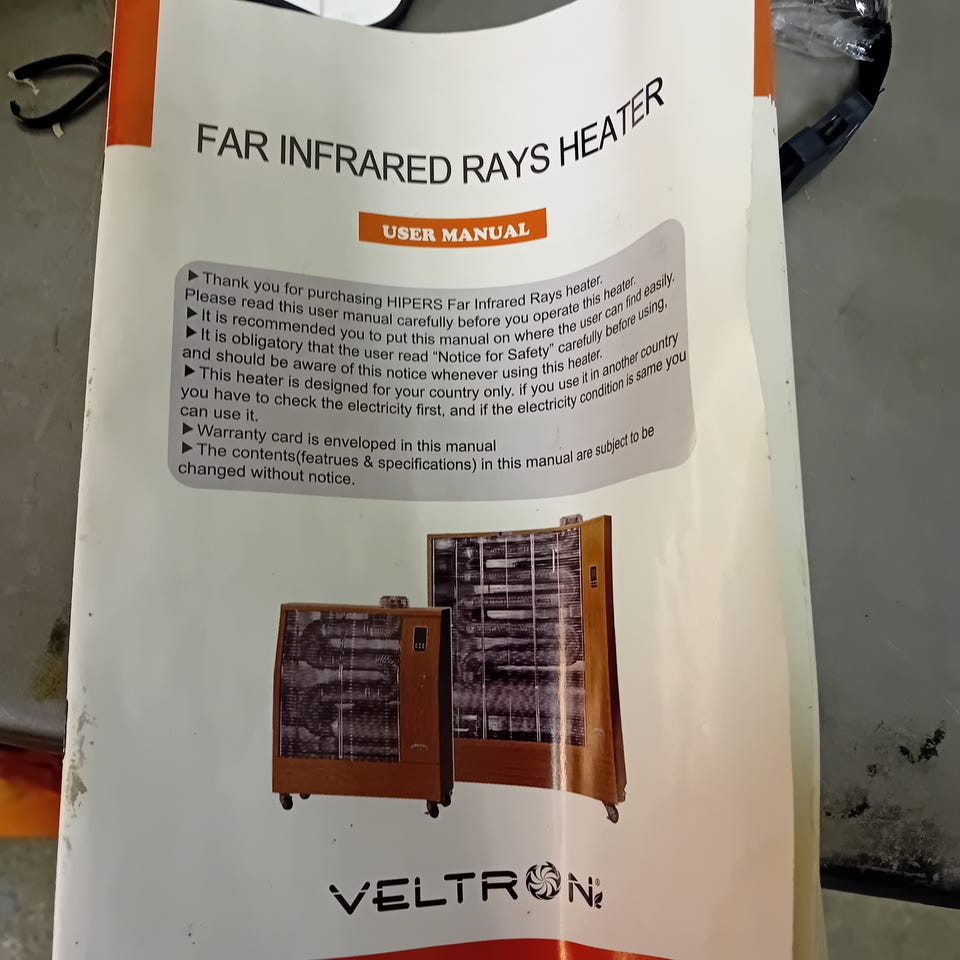 FAR INFRARED RAYS HEATER
USER MANUAL
▶Thank you for purchasing HIPERS Far Infrared Rays heater.
Please read this user manual carefully before you operate this heater.
▶It is recommended you to put this manual on where the user can find easily.
▶It is obligatory that the user read "Notice for Safety" carefully before using,
and should be aware of this notice whenever using this heater.
▶This heater is designed for your country only. if you use it in another country
you have to check the electricity first, and if the electricity condition is same you
can use it.
▶Warranty card is enveloped in this manual
▶The contents(featrues & specifications) in this manual are subject to be
changed without notice.
VELTRON®